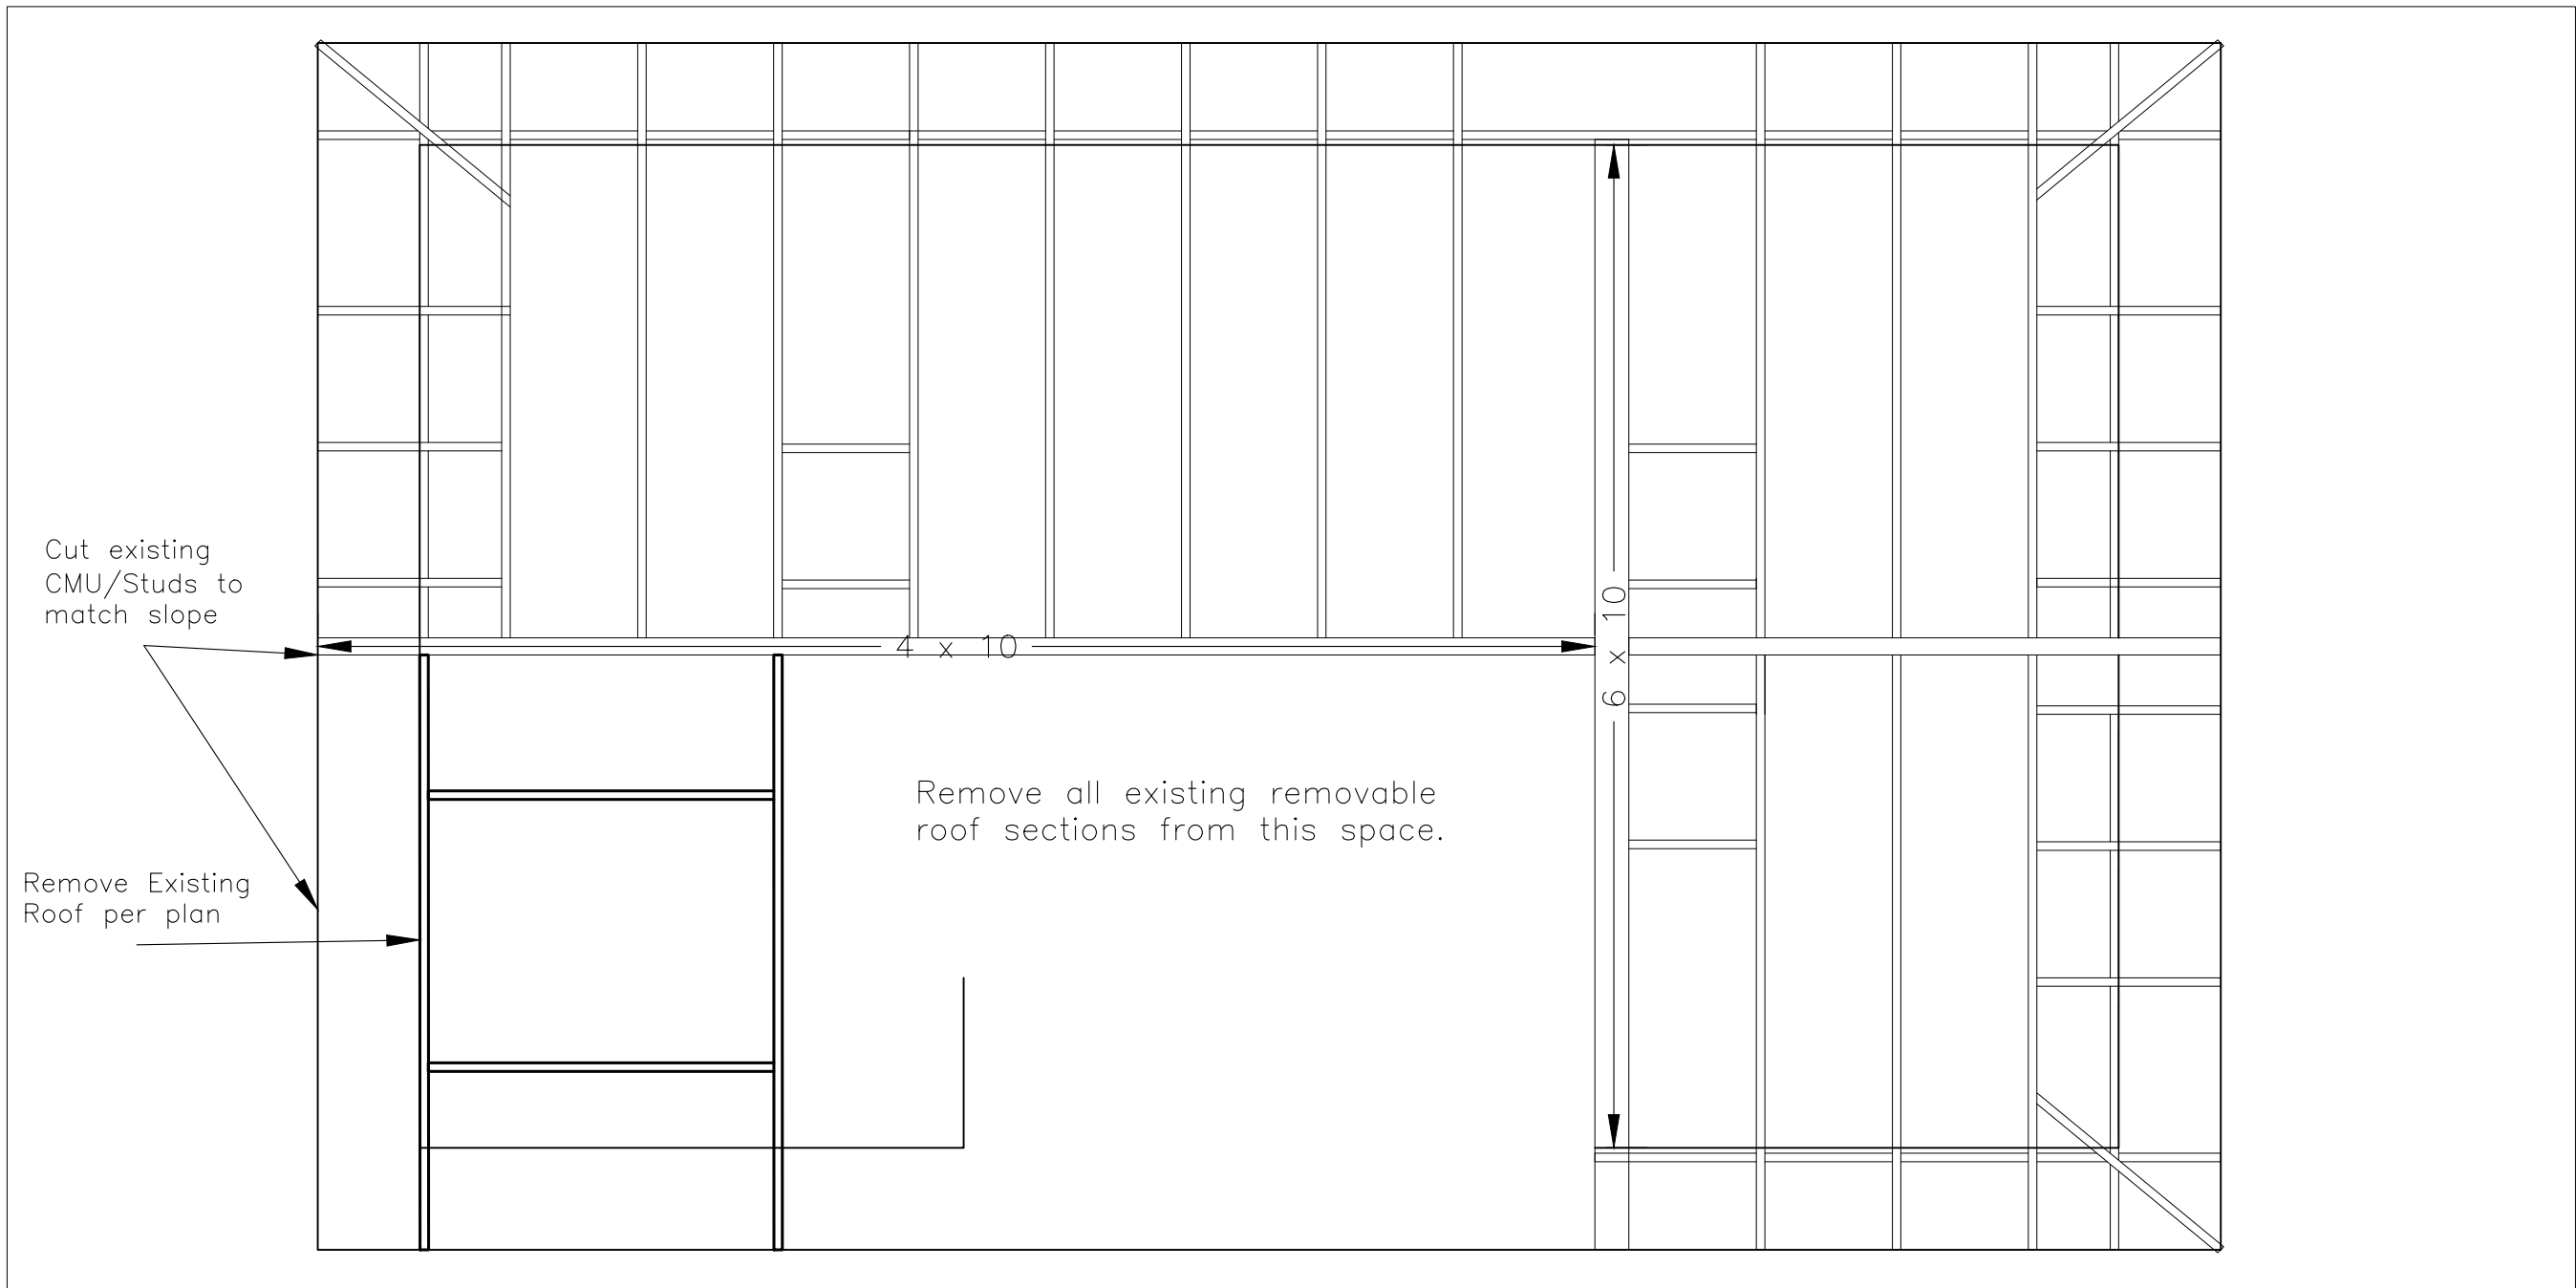 Cut existing
CMU/Studs to
match slope
4 x 10
6 x 10
Remove all existing removable
roof sections from this space.
Remove Existing
Roof per plan